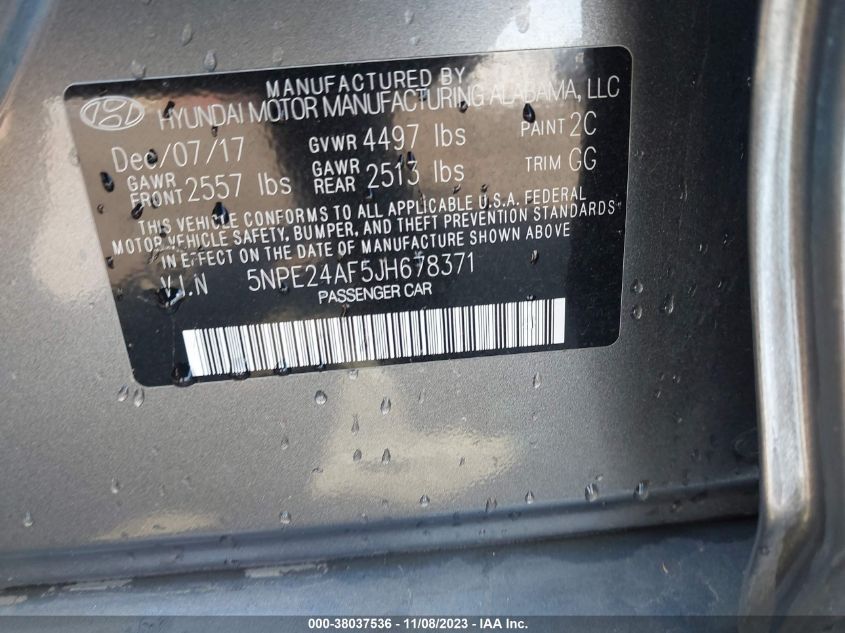 MANUFACTURED BY
HYUNDAI MOTOR MANUFACTURING ALABAMA, LLC
Dec/07/17 GVWR 4497 lbs PAINT 2C
GAWR FRONT 2557 lbs GAWR REAR 2513 lbs TRIM GG
THIS VEHICLE CONFORMS TO ALL APPLICABLE U.S.A. FEDERAL
MOTOR VEHICLE SAFETY, BUMPER, AND THEFT PREVENTION STANDARDS
IN EFFECT ON THE DATE OF MANUFACTURE SHOWN ABOVE
V.I.N 5NPE24AF5JH678371
PASSENGER CAR
000-38037536 - 11/08/2023 - IAAI Inc.